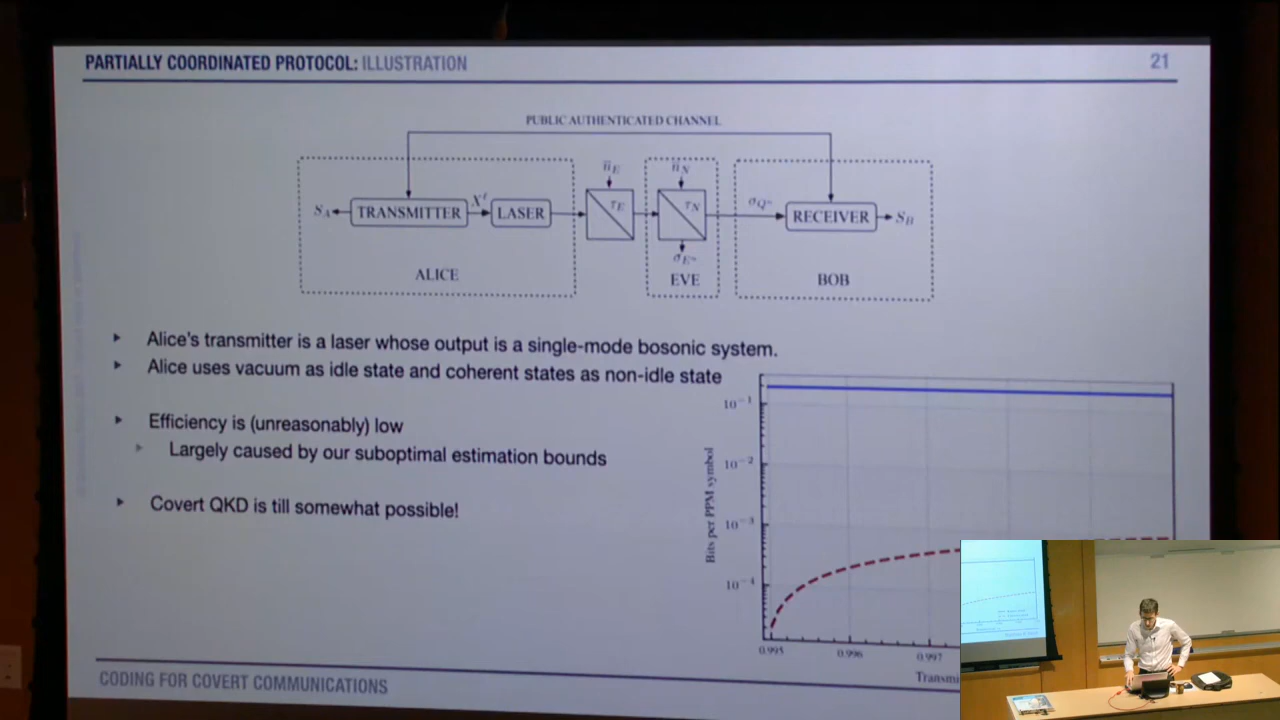 PARTIALLY COORDINATED PROTOCOL: ILLUSTRATION
21
PUBLIC AUTHENTICATED CHANNEL
n̄_E
n̄_N
S_A
TRANSMITTER
X^ℓ
LASER
τ_E
τ_N
σ_Q^n
RECEIVER
S_B
σ_E^n
ALICE
EVE
BOB
Alice's transmitter is a laser whose output is a single-mode bosonic system.
Alice uses vacuum as idle state and coherent states as non-idle state
Efficiency is (unreasonably) low
Largely caused by our suboptimal estimation bounds
Covert QKD is till somewhat possible!
10^-1
10^-2
10^-3
10^-4
Bits per PPM symbol
0.995
0.996
0.997
Transmi
CODING FOR COVERT COMMUNICATIONS